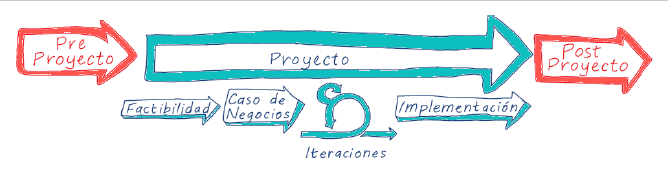 Pre
Proyecto
Proyecto
Post
Proyecto
Factibilidad
Caso de
Negocios
Implementación
Iteraciones